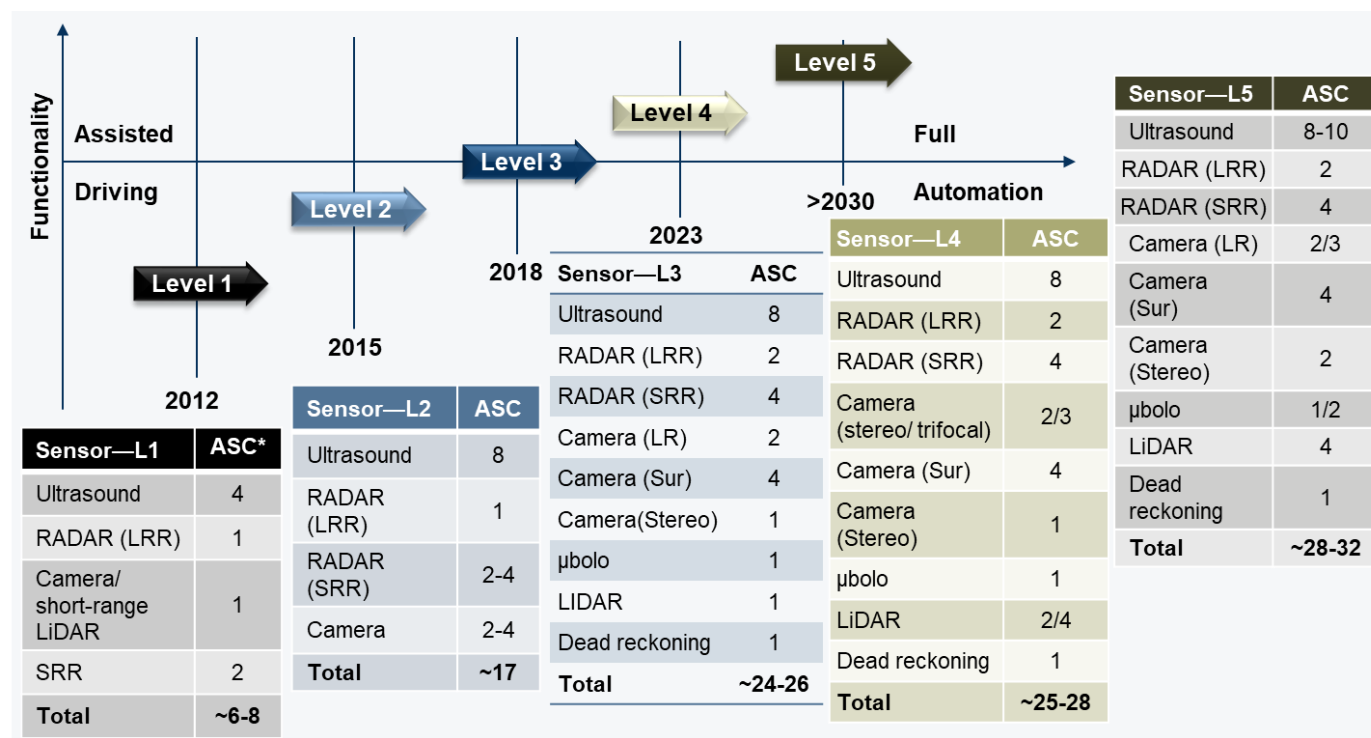 Functionality
Assisted
Driving
Full
Automation
Level 1
Level 2
Level 3
Level 4
Level 5
2012
2015
2018
2023
>2030
Sensor—L1 ASC*
Ultrasound 4
RADAR (LRR) 1
Camera/
short-range 1
LiDAR
SRR 2
Total ~6-8
Sensor—L2 ASC
Ultrasound 8
RADAR
(LRR) 1
RADAR
(SRR) 2-4
Camera 2-4
Total ~17
Sensor—L3 ASC
Ultrasound 8
RADAR (LRR) 2
RADAR (SRR) 4
Camera (LR) 2
Camera (Sur) 4
Camera(Stereo) 1
µbolo 1
LIDAR 1
Dead reckoning 1
Total ~24-26
Sensor—L4 ASC
Ultrasound 8
RADAR (LRR) 2
RADAR (SRR) 4
Camera
(stereo/ trifocal) 2/3
Camera (Sur) 4
Camera
(Stereo) 1
µbolo 1
LiDAR 2/4
Dead reckoning 1
Total ~25-28
Sensor—L5 ASC
Ultrasound 8-10
RADAR (LRR) 2
RADAR (SRR) 4
Camera (LR) 2/3
Camera
(Sur) 4
Camera
(Stereo) 2
µbolo 1/2
LiDAR 4
Dead
reckoning 1
Total ~28-32